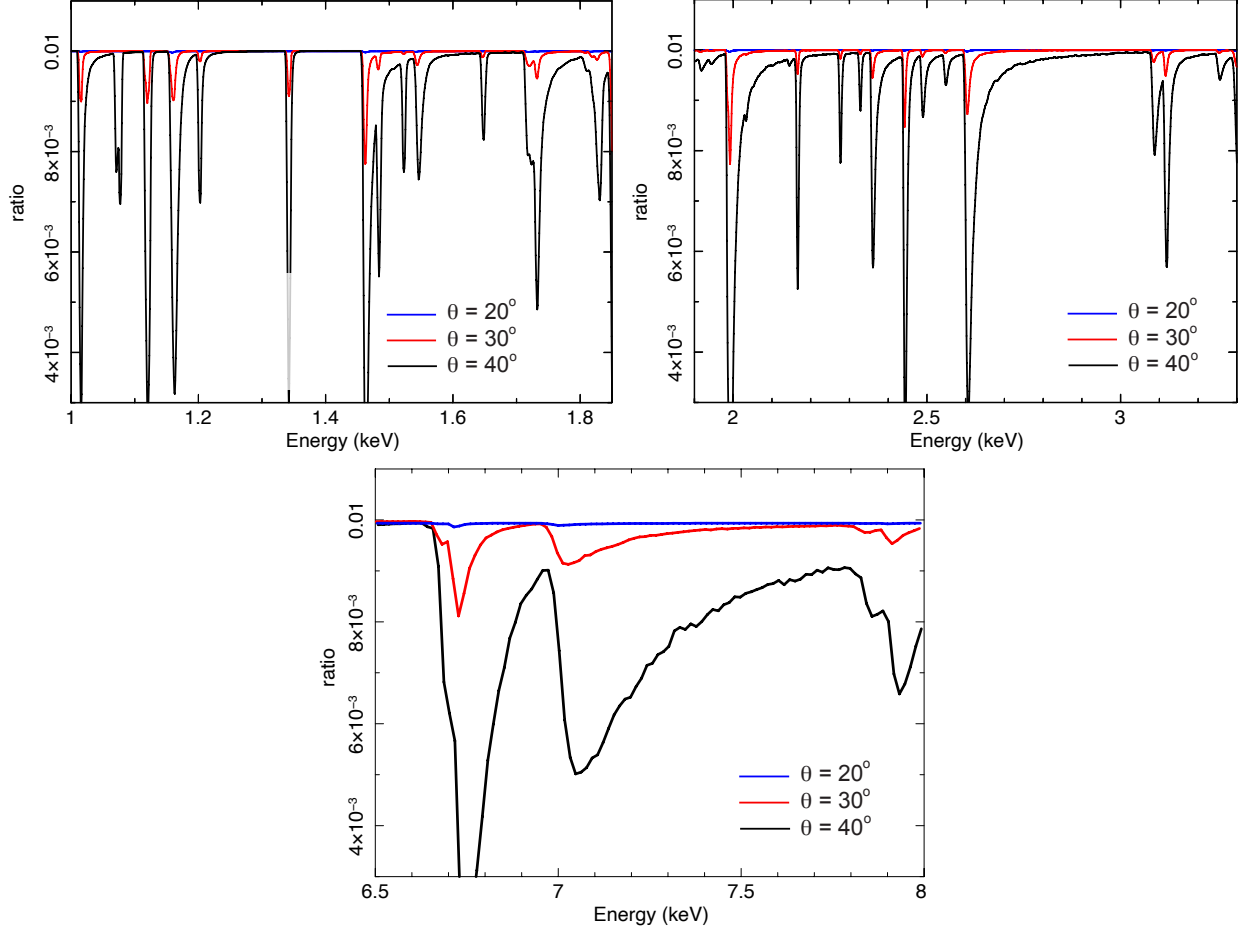 0.01
8×10⁻³
6×10⁻³
4×10⁻³
ratio
θ = 20°
θ = 30°
θ = 40°
1 1.2 1.4 1.6 1.8
Energy (keV)
0.01
8×10⁻³
6×10⁻³
4×10⁻³
ratio
θ = 20°
θ = 30°
θ = 40°
2 2.5 3
Energy (keV)
0.01
8×10⁻³
6×10⁻³
4×10⁻³
ratio
θ = 20°
θ = 30°
θ = 40°
6.5 7 7.5 8
Energy (keV)